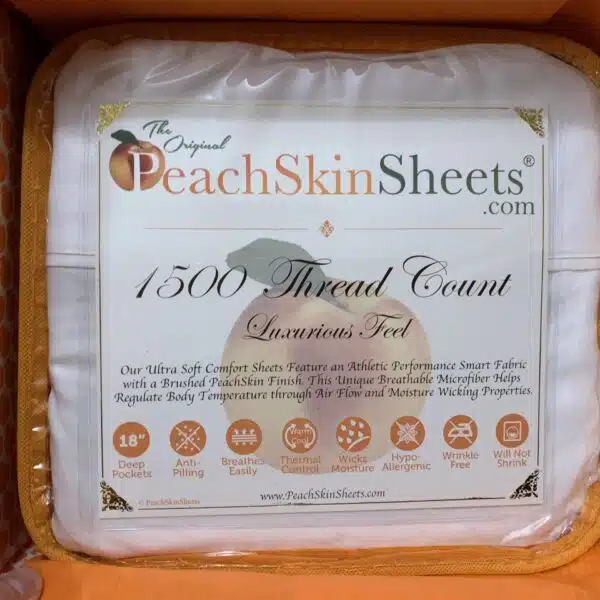 The
Original
PeachSkinSheets®
.com
1500 Thread Count
Luxurious Feel
Our Ultra Soft Comfort Sheets Feature an Athletic Performance Smart Fabric
with a Brushed PeachSkin Finish. This Unique Breathable Microfiber Helps
Regulate Body Temperature through Air Flow and Moisture Wicking Properties.
18"
Deep
Pockets
Anti-
Pilling
Breathes
Easily
Warm
Cool
Thermal
Control
Wicks
Moisture
Hypo-
Allergenic
Wrinkle
Free
Will Not
Shrink
© PeachSkinSheets
www.PeachSkinSheets.com